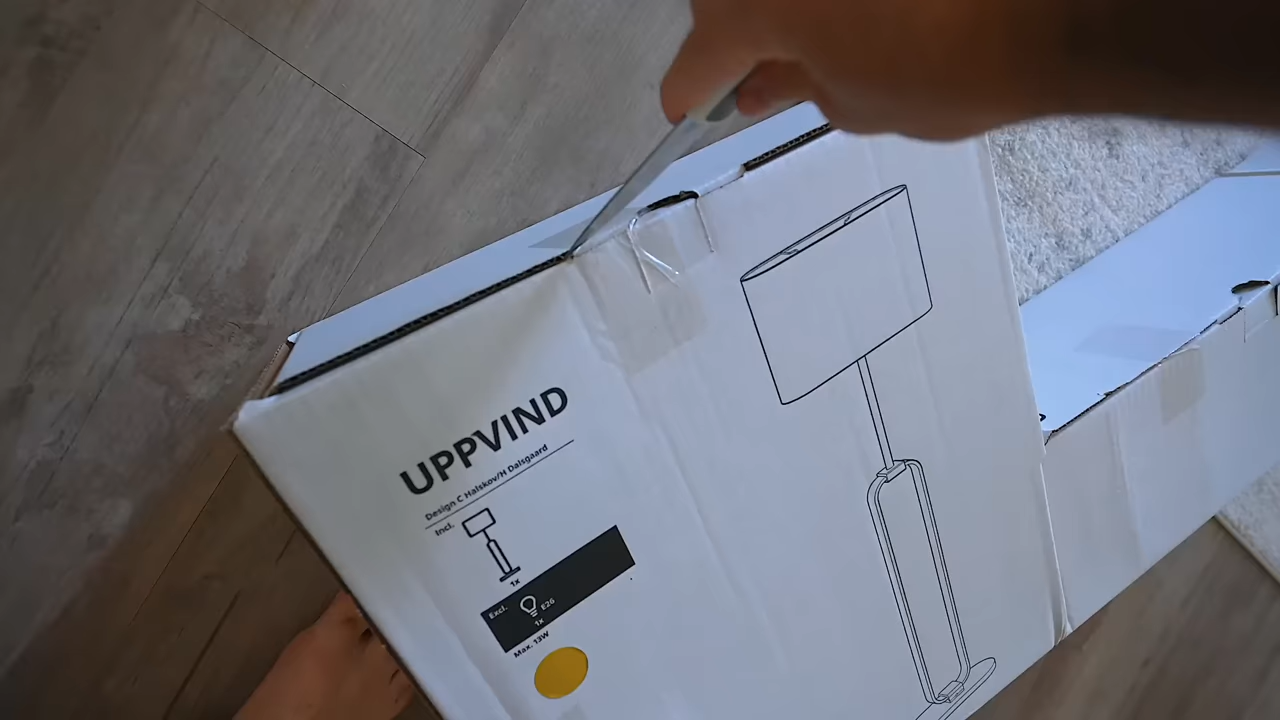 UPPVIND
Design C Halskov/H Dalsgaard
Incl.
1x
Excl. E26
1x
Max. 13W